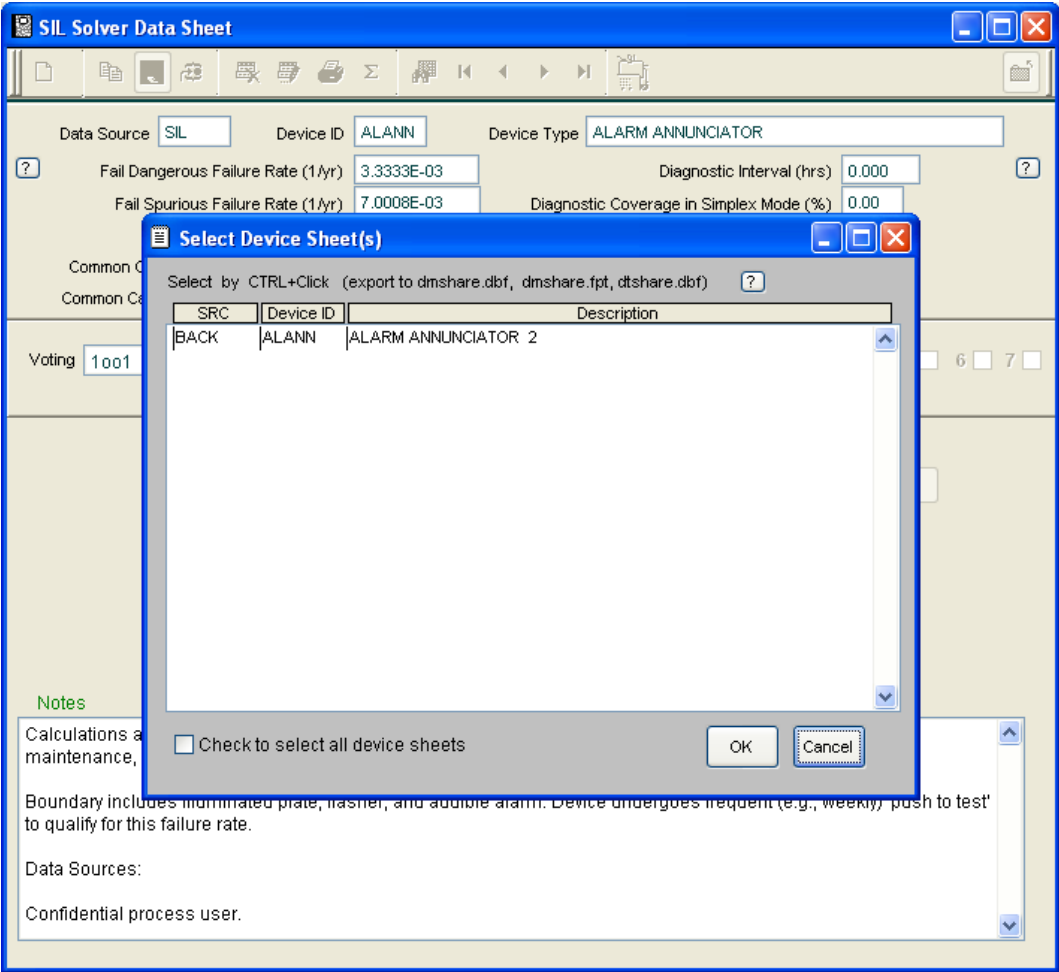 SIL Solver Data Sheet
Data Source SIL Device ID ALANN Device Type ALARM ANNUNCIATOR
? Fail Dangerous Failure Rate (1/yr) 3.3333E-03 Diagnostic Interval (hrs) 0.000 ?
Fail Spurious Failure Rate (1/yr) 7.0008E-03 Diagnostic Coverage in Simplex Mode (%) 0.00
Select Device Sheet(s)
Common
Select by CTRL+Click (export to dmshare.dbf, dmshare.fpt, dtshare.dbf) ?
Common
SRC Device ID Description
BACK ALANN ALARM ANNUNCIATOR 2
Voting 1oo1 6 7
Notes
Calculations
maintenance,
Check to select all device sheets OK Cancel
Boundary includes illuminated plate, flasher, and audible alarm. Device undergoes frequent (e.g., weekly) 'push to test'
to qualify for this failure rate.
Data Sources:
Confidential process user.